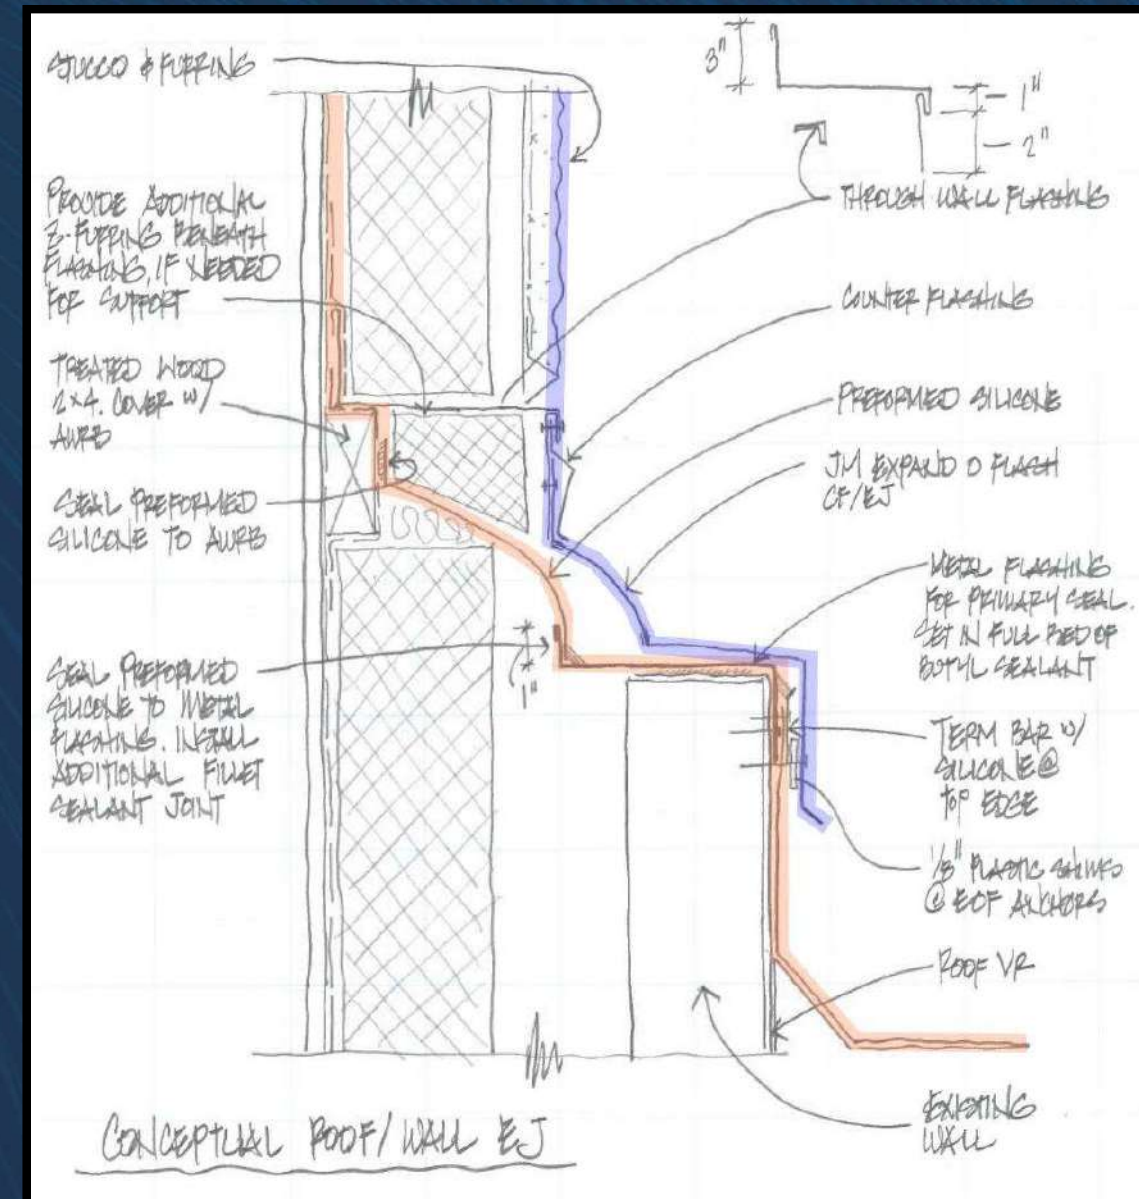 STUCCO & FURRING
PROVIDE ADDITIONAL
Z-FURRING BENEATH
FLASHING, IF NEEDED
FOR SUPPORT
TREATED WOOD
2x4. COVER W/
AWRB
SEAL PREFORMED
SILICONE TO AWRB
SEAL PREFORMED
SILICONE TO METAL
FLASHING. INSTALL
ADDITIONAL FILLET
SEALANT JOINT
1"
3"
1"
2"
THROUGH WALL FLASHING
COUNTER FLASHING
PREFORMED SILICONE
JM EXPAND O FLASH
CF/EJ
METAL FLASHING
FOR PRIMARY SEAL.
SET IN FULL BED OF
BUTYL SEALANT
TERM BAR W/
SILICONE @
TOP EDGE
1/8" PLASTIC SHIMS
@ EOF ANCHORS
ROOF VR
EXISTING
WALL
CONCEPTUAL ROOF/WALL EJ